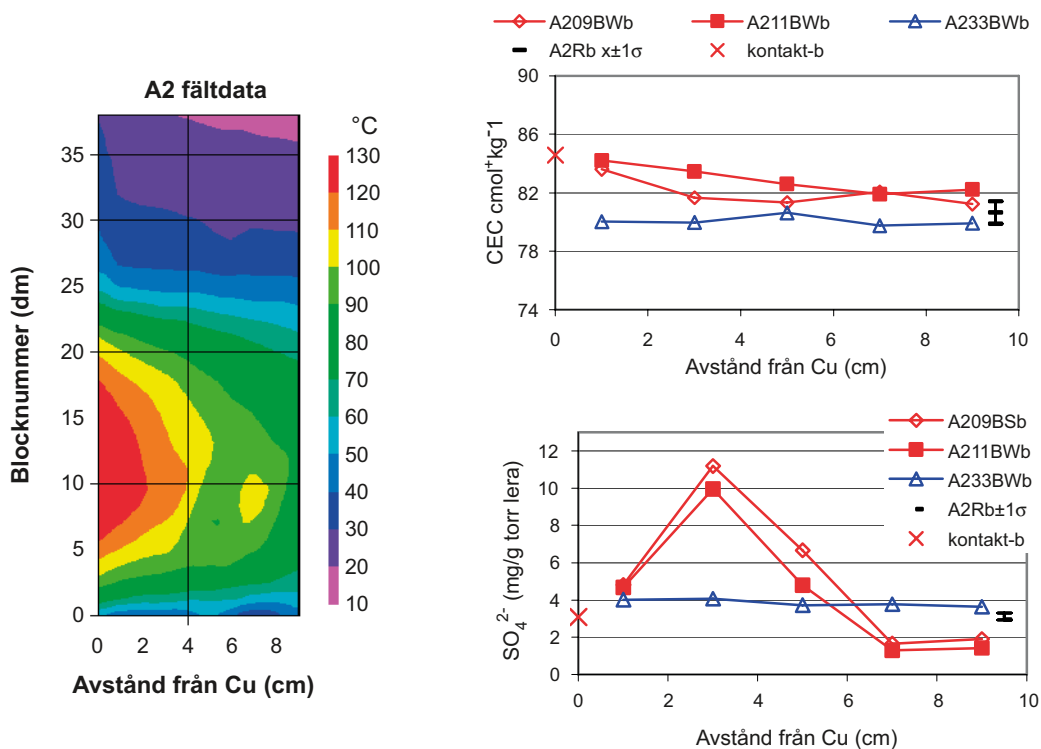 A2 fältdata
°C
130
120
110
100
90
80
70
60
50
40
30
20
10
35
30
25
20
15
10
5
0
Blocknummer (dm)
0 2 4 6 8
Avstånd från Cu (cm)
A209BWb A211BWb A233BWb
A2Rb x±1σ kontakt-b
90
86
82
78
74
CEC cmol⁺kg⁻¹
0 2 4 6 8 10
Avstånd från Cu (cm)
A209BSb
A211BWb
A233BWb
A2Rb±1σ
kontakt-b
12
10
8
6
4
2
0
SO₄²⁻ (mg/g torr lera)
0 2 4 6 8 10
Avstånd från Cu (cm)